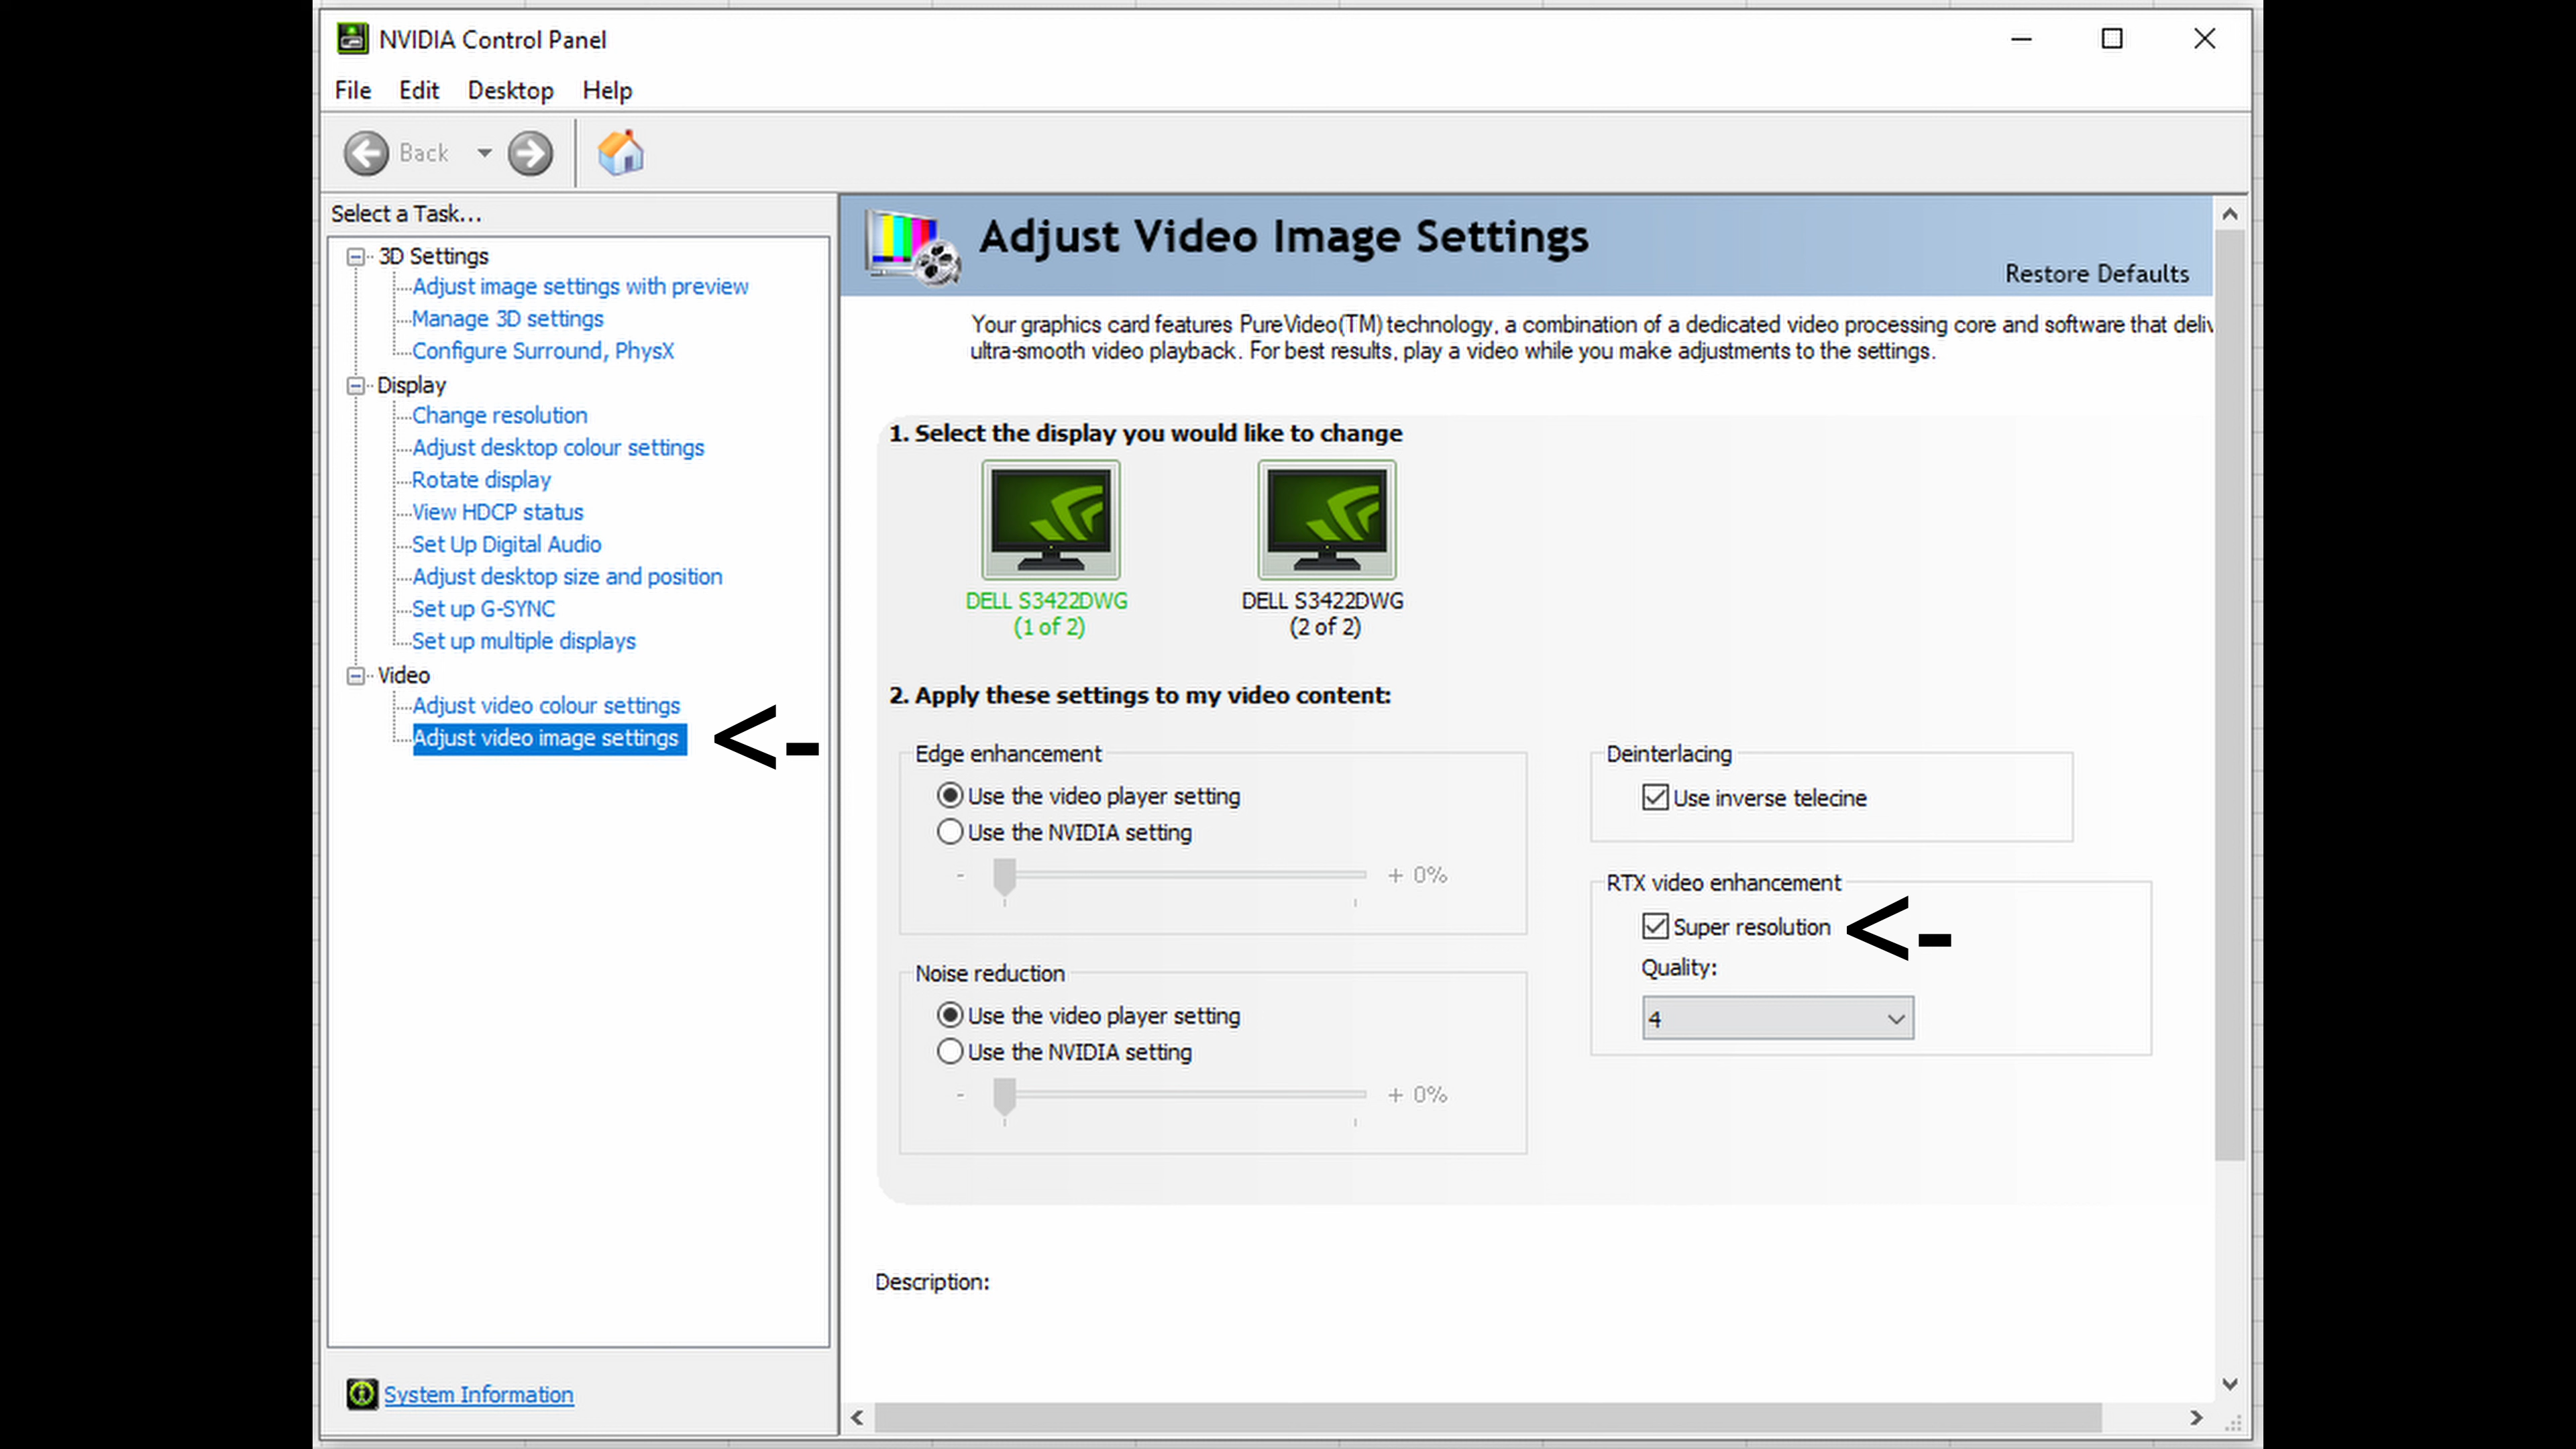 NVIDIA Control Panel
File Edit Desktop Help
Back
Select a Task...
3D Settings
Adjust image settings with preview
Manage 3D settings
Configure Surround, PhysX
Display
Change resolution
Adjust desktop colour settings
Rotate display
View HDCP status
Set Up Digital Audio
Adjust desktop size and position
Set up G-SYNC
Set up multiple displays
Video
Adjust video colour settings
Adjust video image settings <-
System Information
Adjust Video Image Settings
Restore Defaults
Your graphics card features PureVideo(TM) technology, a combination of a dedicated video processing core and software that deliv
ultra-smooth video playback. For best results, play a video while you make adjustments to the settings.
1. Select the display you would like to change
DELL S3422DWG
(1 of 2)
DELL S3422DWG
(2 of 2)
2. Apply these settings to my video content:
Edge enhancement
Use the video player setting
Use the NVIDIA setting
- + 0%
Noise reduction
Use the video player setting
Use the NVIDIA setting
- + 0%
Deinterlacing
Use inverse telecine
RTX video enhancement
Super resolution <-
Quality:
4
Description: